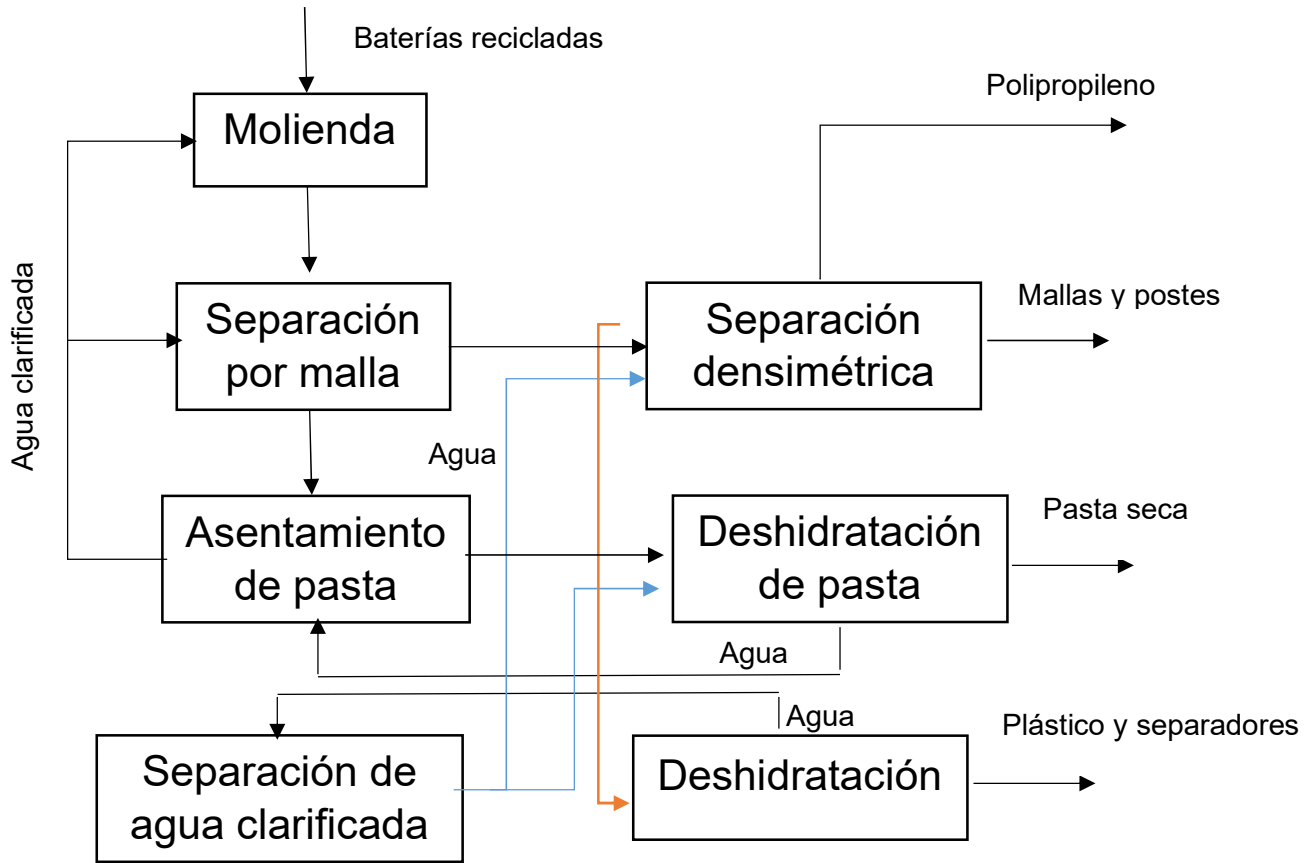 Baterías recicladas
Polipropileno
Molienda
Agua clarificada
Separación
por malla
Separación
densimétrica
Mallas y postes
Agua
Asentamiento
de pasta
Deshidratación
de pasta
Pasta seca
Agua
Agua
Plástico y separadores
Separación de
agua clarificada
Deshidratación